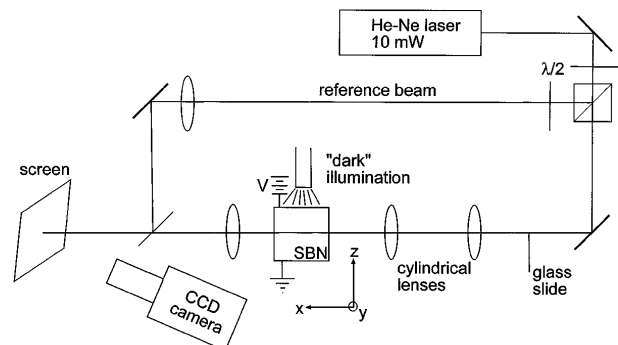 He-Ne laser
10 mW
λ/2
reference beam
screen
"dark"
illumination
V
SBN
z
x
y
cylindrical
lenses
glass
slide
CCD
camera